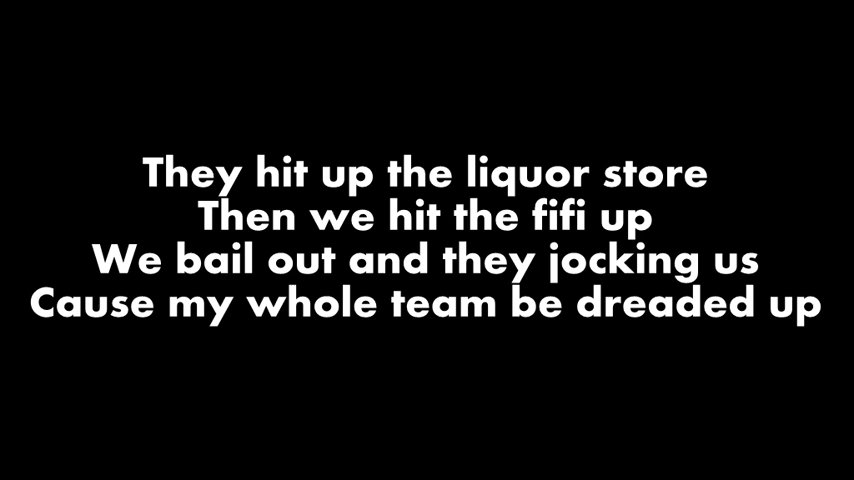 They hit up the liquor store
Then we hit the fifi up
We bail out and they jocking us
Cause my whole team be dreaded up